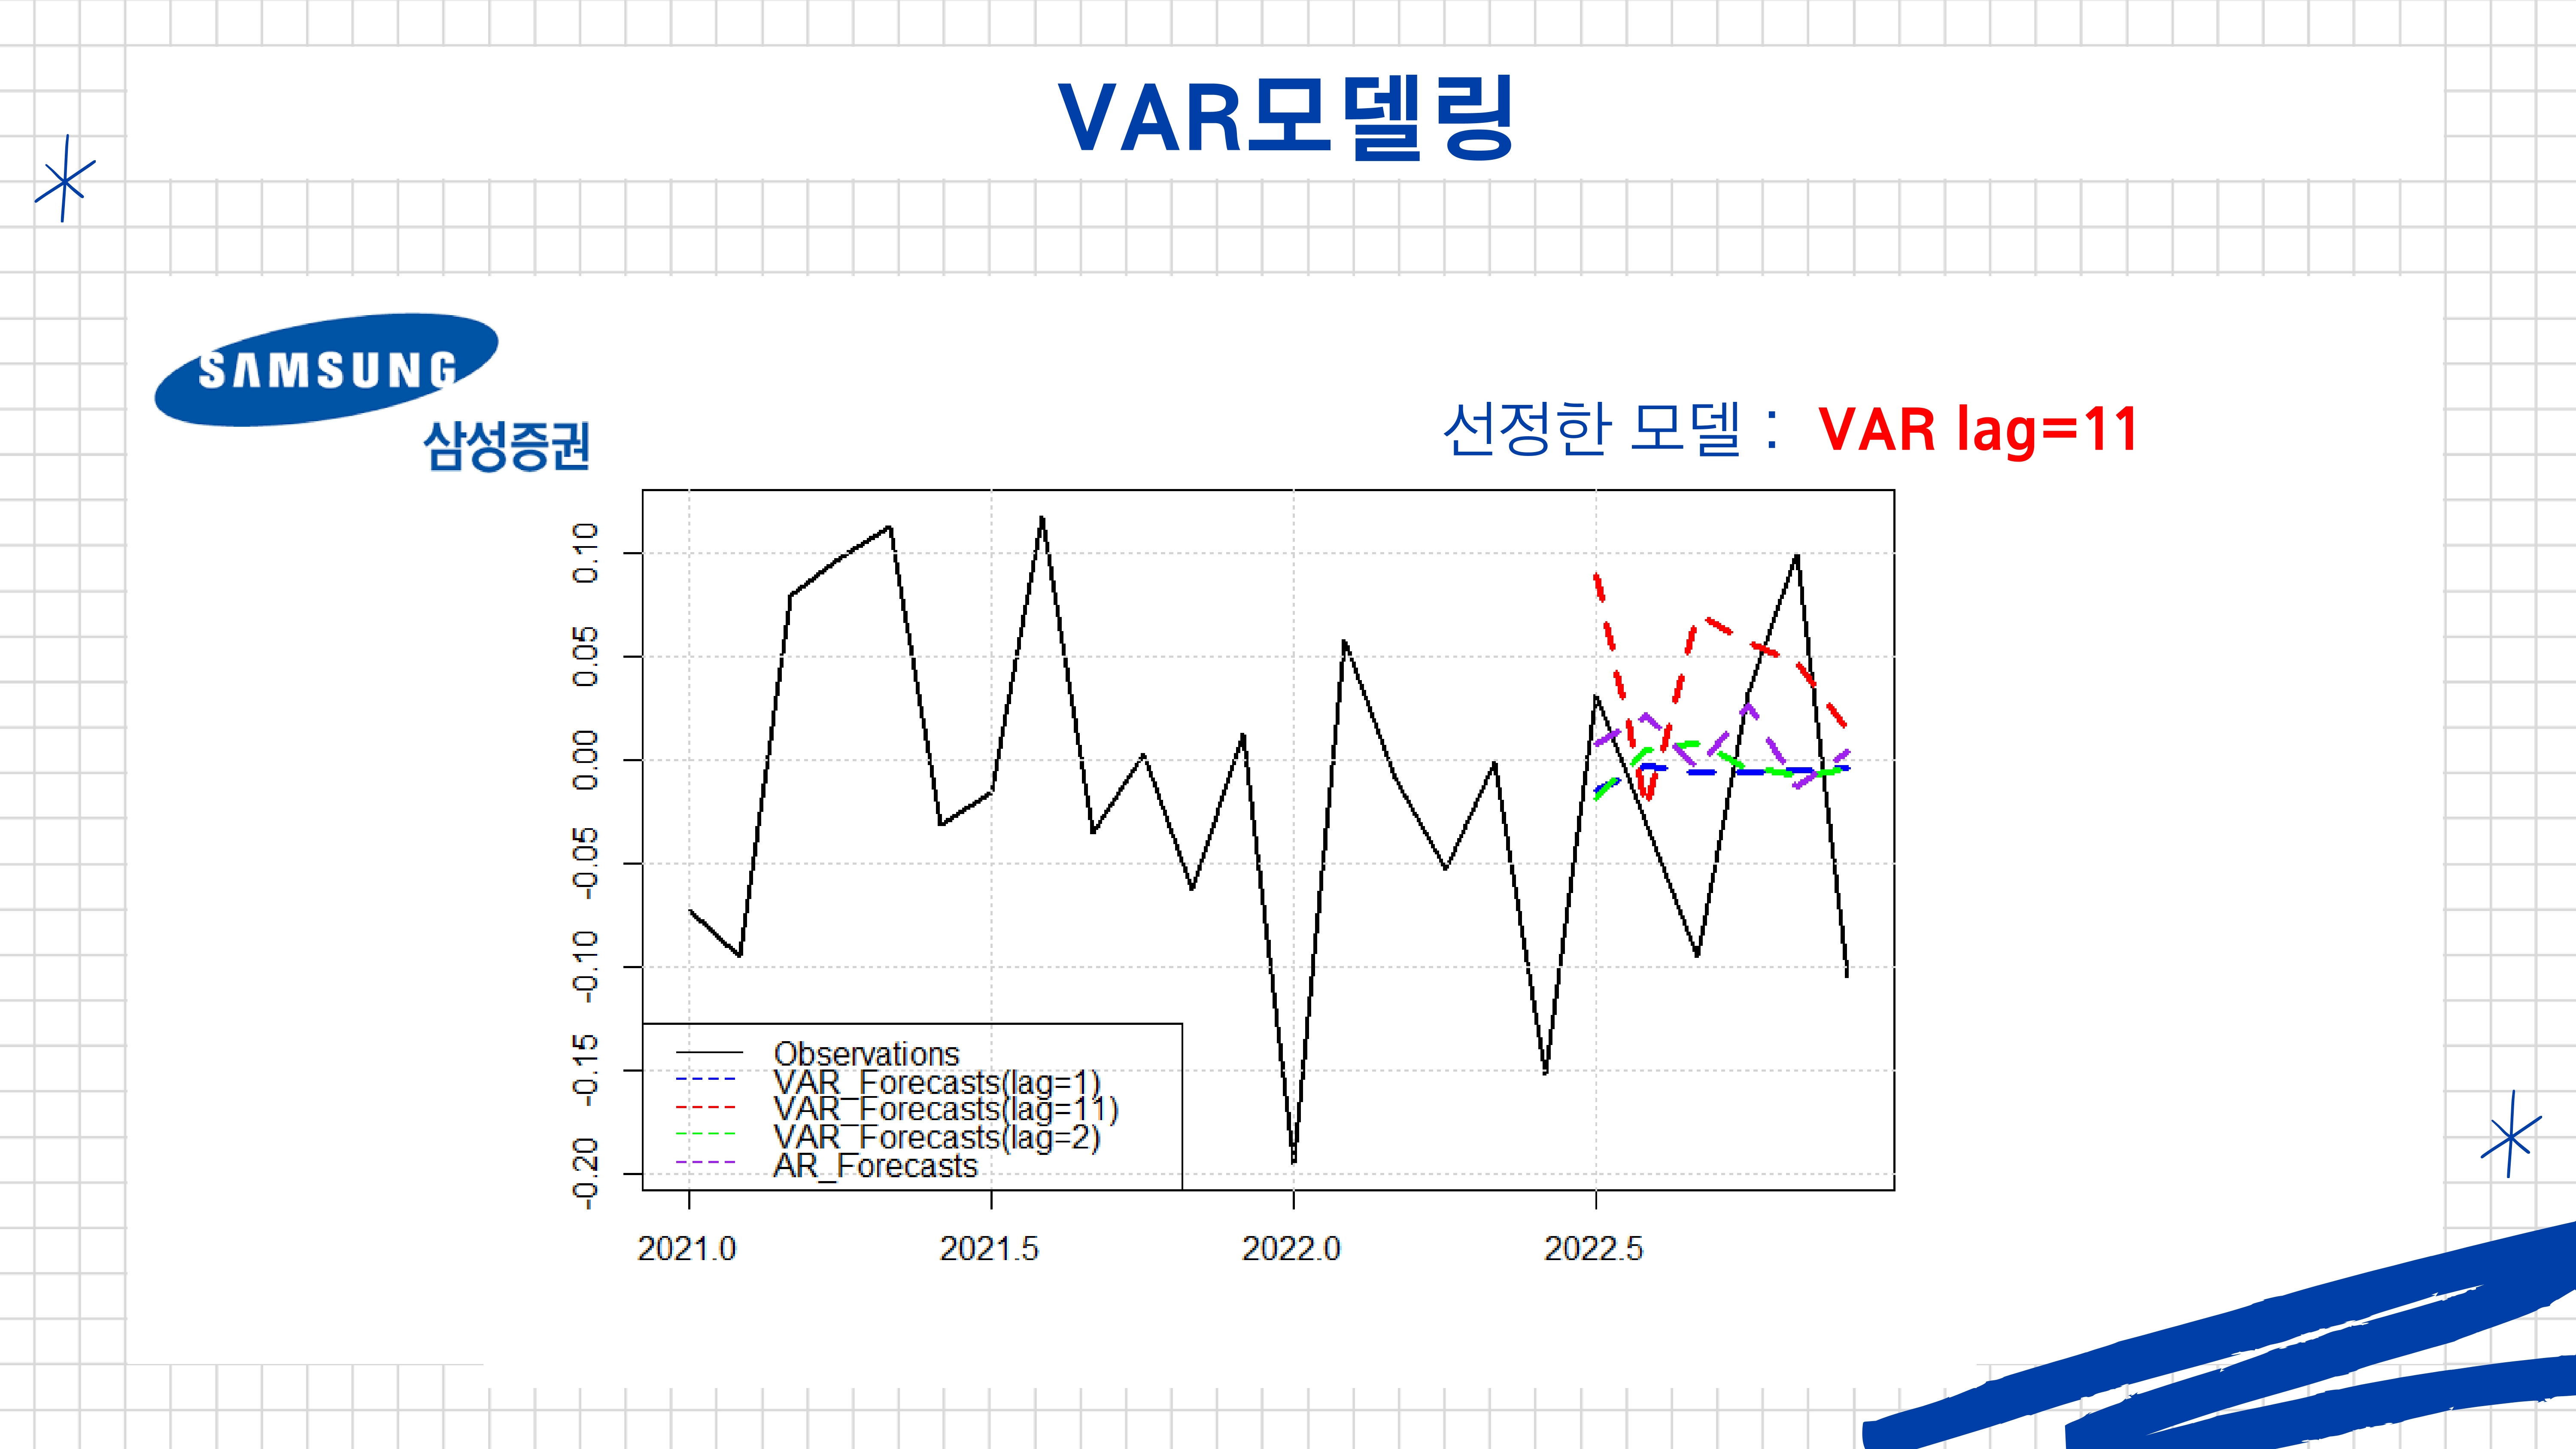 VAR모델링
SAMSUNG
삼성증권
선정한 모델 : VAR lag=11
0.10
0.05
0.00
-0.05
-0.10
-0.15
-0.20
Observations
VAR_Forecasts(lag=1)
VAR_Forecasts(lag=11)
VAR_Forecasts(lag=2)
AR_Forecasts
2021.0 2021.5 2022.0 2022.5